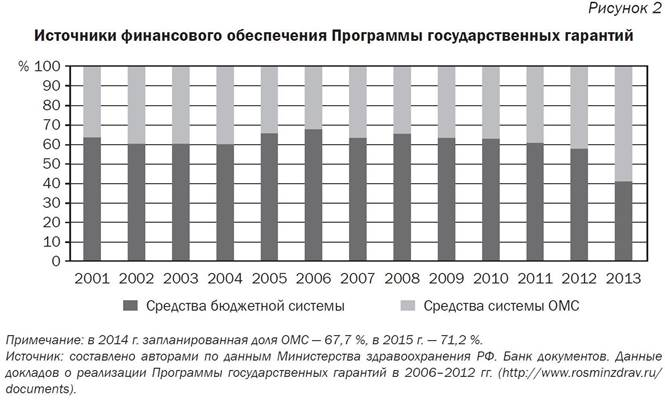 Рисунок 2
Источники финансового обеспечения Программы государственных гарантий
% 100
90
80
70
60
50
40
30
20
10
0
2001 2002 2003 2004 2005 2006 2007 2008 2009 2010 2011 2012 2013
Средства бюджетной системы Средства системы ОМС
Примечание: в 2014 г. запланированная доля ОМС — 67,7 %, в 2015 г. — 71,2 %.
Источник: составлено авторами по данным Министерства здравоохранения РФ. Банк документов. Данные
докладов о реализации Программы государственных гарантий в 2006–2012 гг. (http://www.rosminzdrav.ru/
documents).